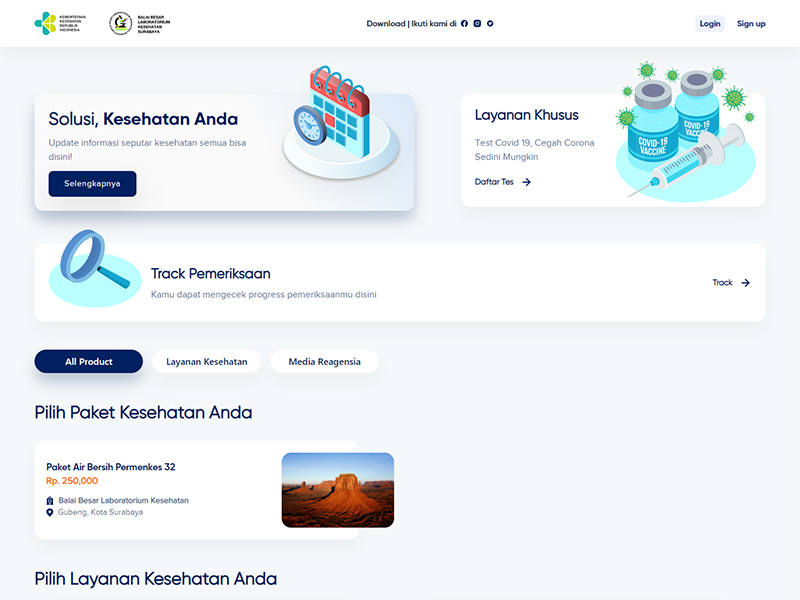 KEMENTERIAN
KESEHATAN
REPUBLIK
INDONESIA
BALAI BESAR
LABORATORIUM
KESEHATAN
SURABAYA
Download | Ikuti kami di
Login
Sign up
Solusi, Kesehatan Anda
Update informasi seputar kesehatan semua bisa
disini!
Selengkapnya
Layanan Khusus
Test Covid 19, Cegah Corona
Sedini Mungkin
Daftar Tes
COVID-19
VACCINE
COVID-19
VACCINE
Track Pemeriksaan
Kamu dapat mengecek progress pemeriksaanmu disini
Track
All Product
Layanan Kesehatan
Media Reagensia
Pilih Paket Kesehatan Anda
Paket Air Bersih Permenkes 32
Rp. 250,000
Balai Besar Laboratorium Kesehatan
Gubeng, Kota Surabaya
Pilih Layanan Kesehatan Anda